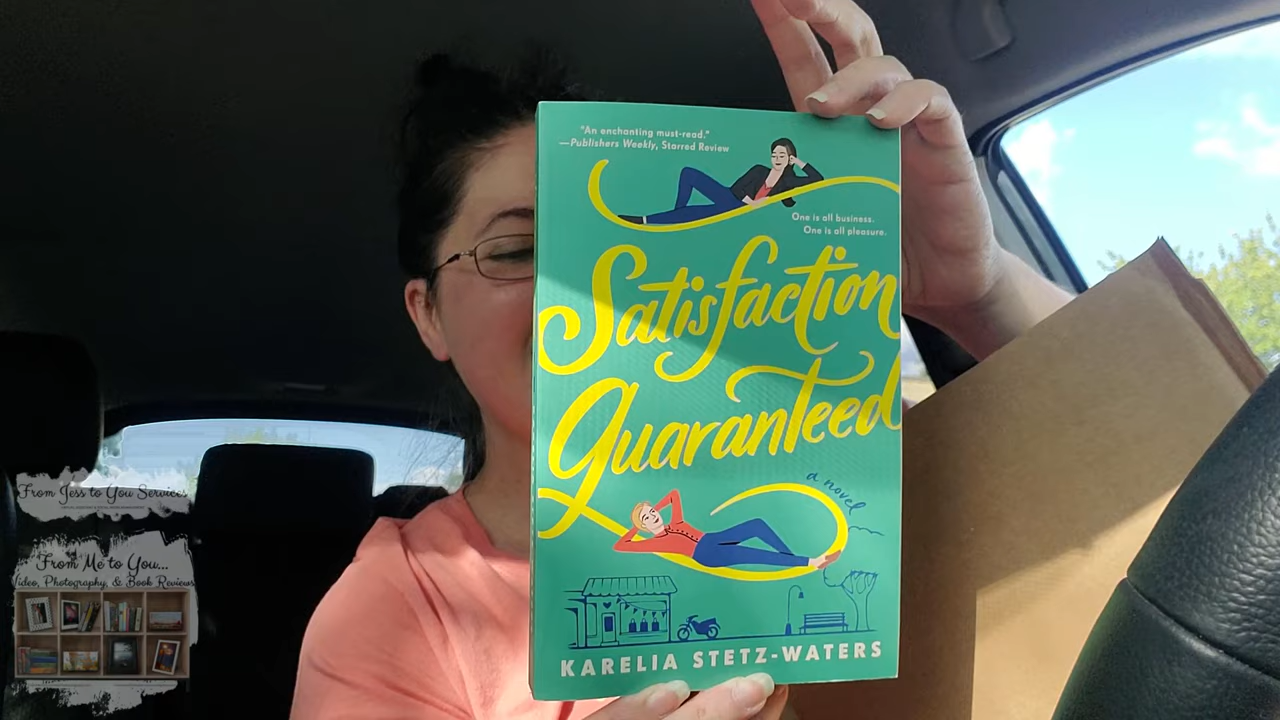 "An enchanting must-read."
—Publishers Weekly, Starred Review
One is all business.
One is all pleasure.
Satisfaction
Guaranteed
a novel
KARELIA STETZ-WATERS
From Jess to You Services
From Me to You...
Video, Photography, & Book Reviews